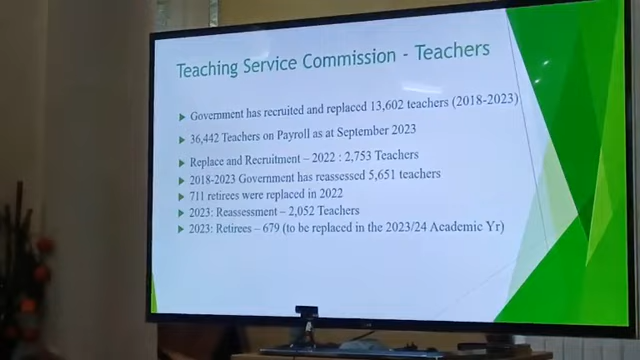 Teaching Service Commission - Teachers
Government has recruited and replaced 13,602 teachers (2018-2023)
36,442 Teachers on Payroll as at September 2023
Replace and Recruitment – 2022 : 2,753 Teachers
2018-2023 Government has reassessed 5,651 teachers
711 retirees were replaced in 2022
2023: Reassessment – 2,052 Teachers
2023: Retirees – 679 (to be replaced in the 2023/24 Academic Yr)